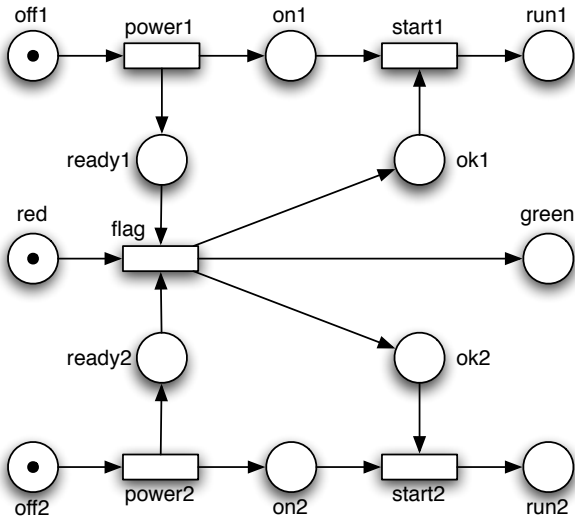 off1
power1
on1
start1
run1
ready1
ok1
red
flag
green
ready2
ok2
off2
power2
on2
start2
run2